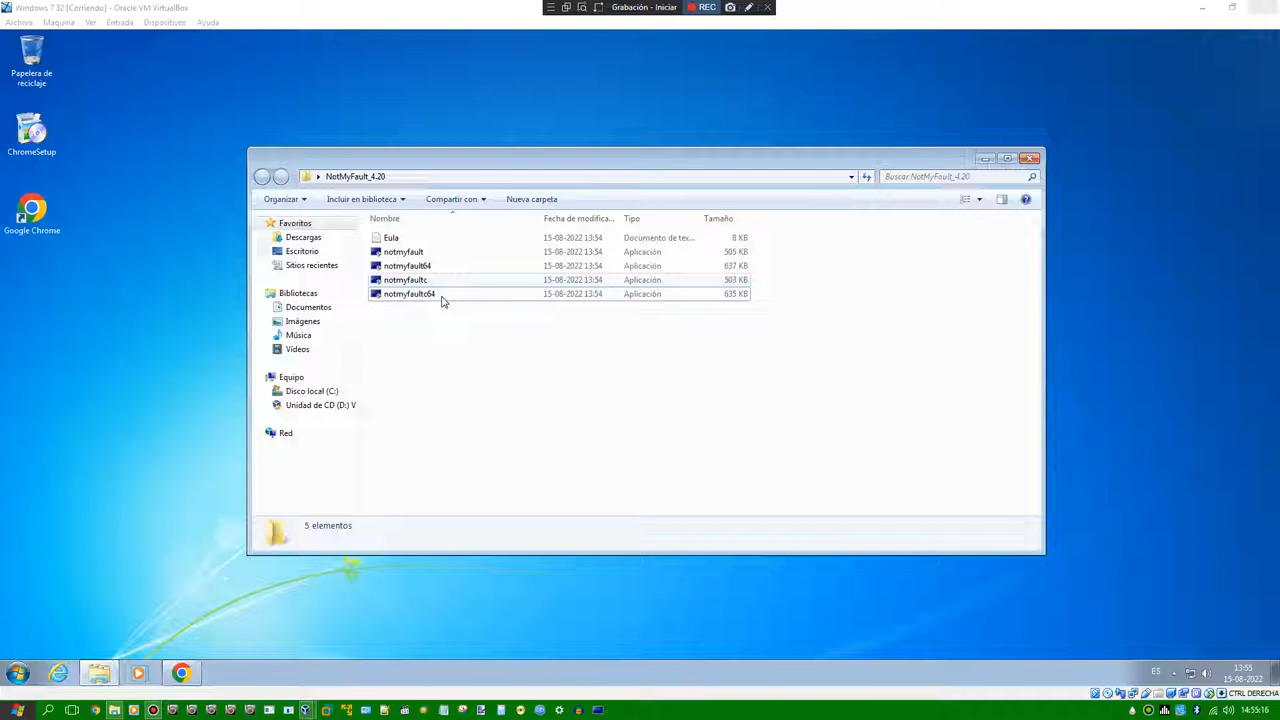 Windows 7 32 [Corriendo] - Oracle VM VirtualBox
Grabación - Iniciar
REC
Archivo Maquina Ver Entrada Dispositivos Ayuda
Papelera de
reciclaje
ChromeSetup
Google Chrome
NotMyFault_4.20
Buscar NotMyFault_4.20
Organizar Incluir en biblioteca Compartir con Nueva carpeta
Nombre Fecha de modifica... Tipo Tamaño
Eula 15-08-2022 13:54 Documento de tex... 8 KB
notmyfault 15-08-2022 13:54 Aplicación 505 KB
notmyfault64 15-08-2022 13:54 Aplicación 637 KB
notmyfaultc 15-08-2022 13:54 Aplicación 503 KB
notmyfaultc64 15-08-2022 13:54 Aplicación 635 KB
Favoritos
Descargas
Escritorio
Sitios recientes
Bibliotecas
Documentos
Imágenes
Música
Vídeos
Equipo
Disco local (C:)
Unidad de CD (D:) V
Red
5 elementos
ES
13:55
15-08-2022
CTRL DERECHA
14:55:16